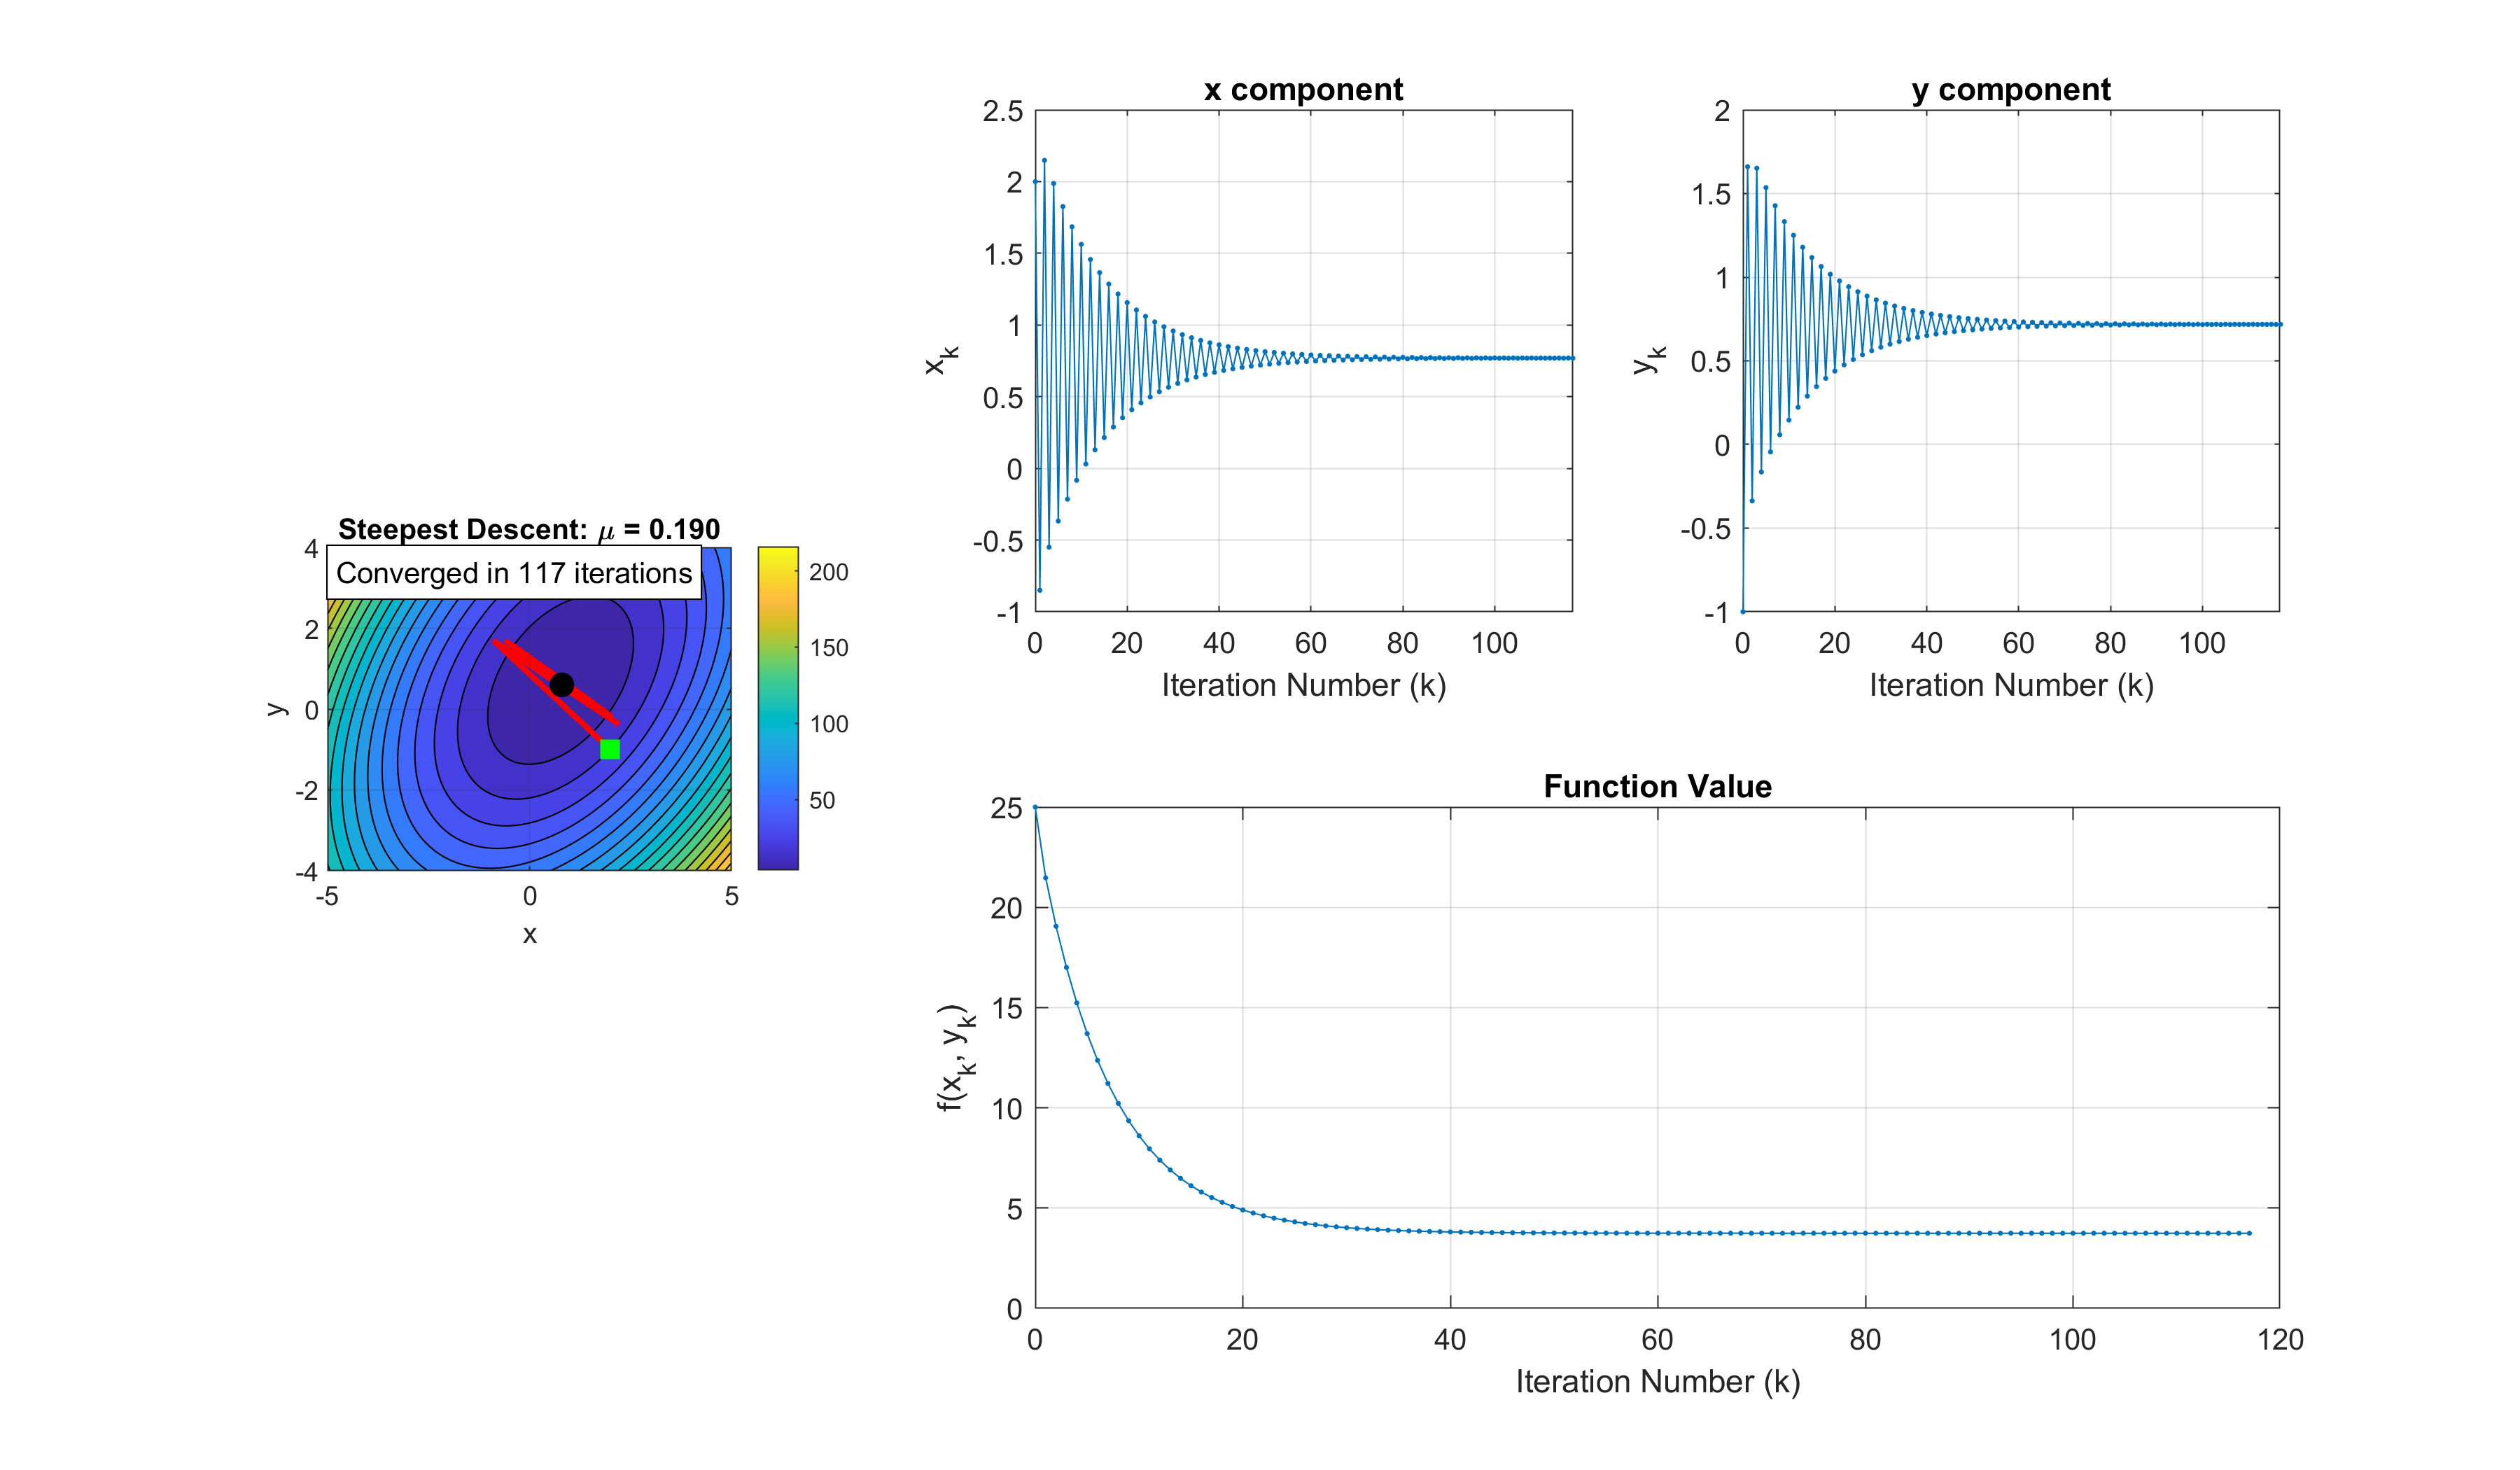 Steepest Descent: μ = 0.190
Converged in 117 iterations
4
2
0
-2
-4
y
-5 0 5
x
200
150
100
50
x component
2.5
2
1.5
1
0.5
0
-0.5
-1
x_k
0 20 40 60 80 100
Iteration Number (k)
y component
2
1.5
1
0.5
0
-0.5
-1
y_k
0 20 40 60 80 100
Iteration Number (k)
Function Value
25
20
15
10
5
0
f(x_k, y_k)
0 20 40 60 80 100 120
Iteration Number (k)